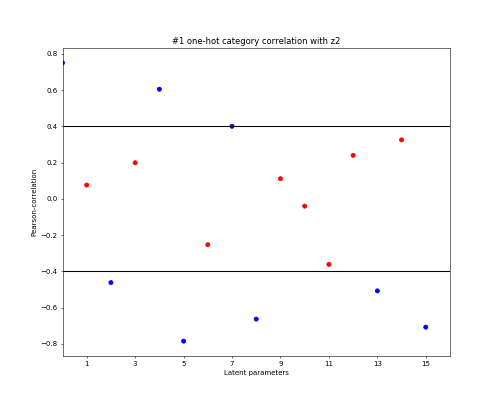 #1 one-hot category correlation with z2
0.8
0.6
0.4
0.2
0.0
−0.2
−0.4
−0.6
−0.8
Pearson-correlation
1 3 5 7 9 11 13 15
Latent parameters